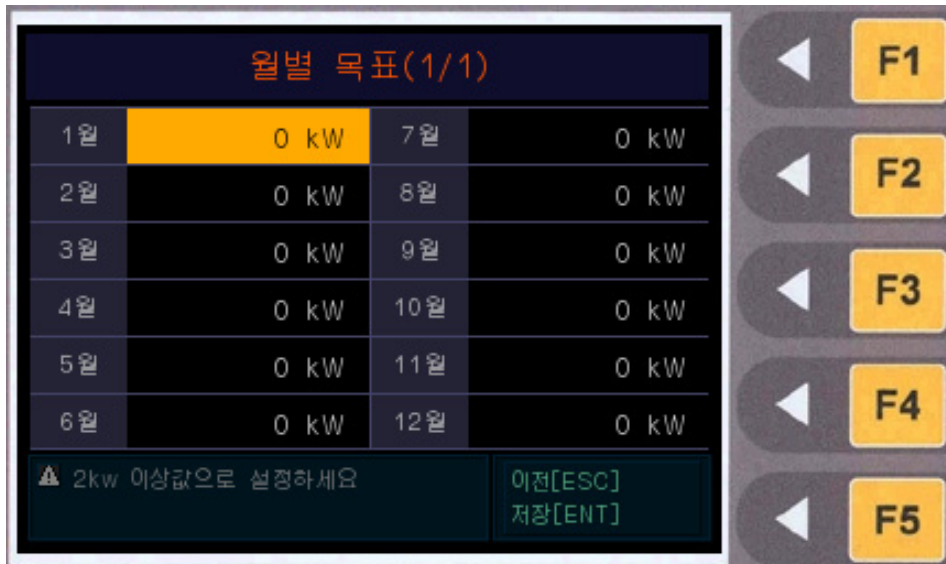 월별 목표(1/1)
1월 0 kW 7월 0 kW
2월 0 kW 8월 0 kW
3월 0 kW 9월 0 kW
4월 0 kW 10월 0 kW
5월 0 kW 11월 0 kW
6월 0 kW 12월 0 kW
2kw 이상값으로 설정하세요
이전[ESC]
저장[ENT]
F1
F2
F3
F4
F5